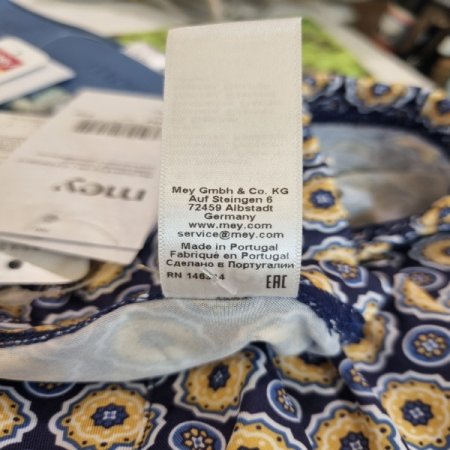 Mey GmbH & Co. KG
Auf Steingen 6
72459 Albstadt
Germany
www.mey.com
service@mey.com
Made in Portugal
Fabriqué en Portugal
Сделано в Португалии
EAC
mey